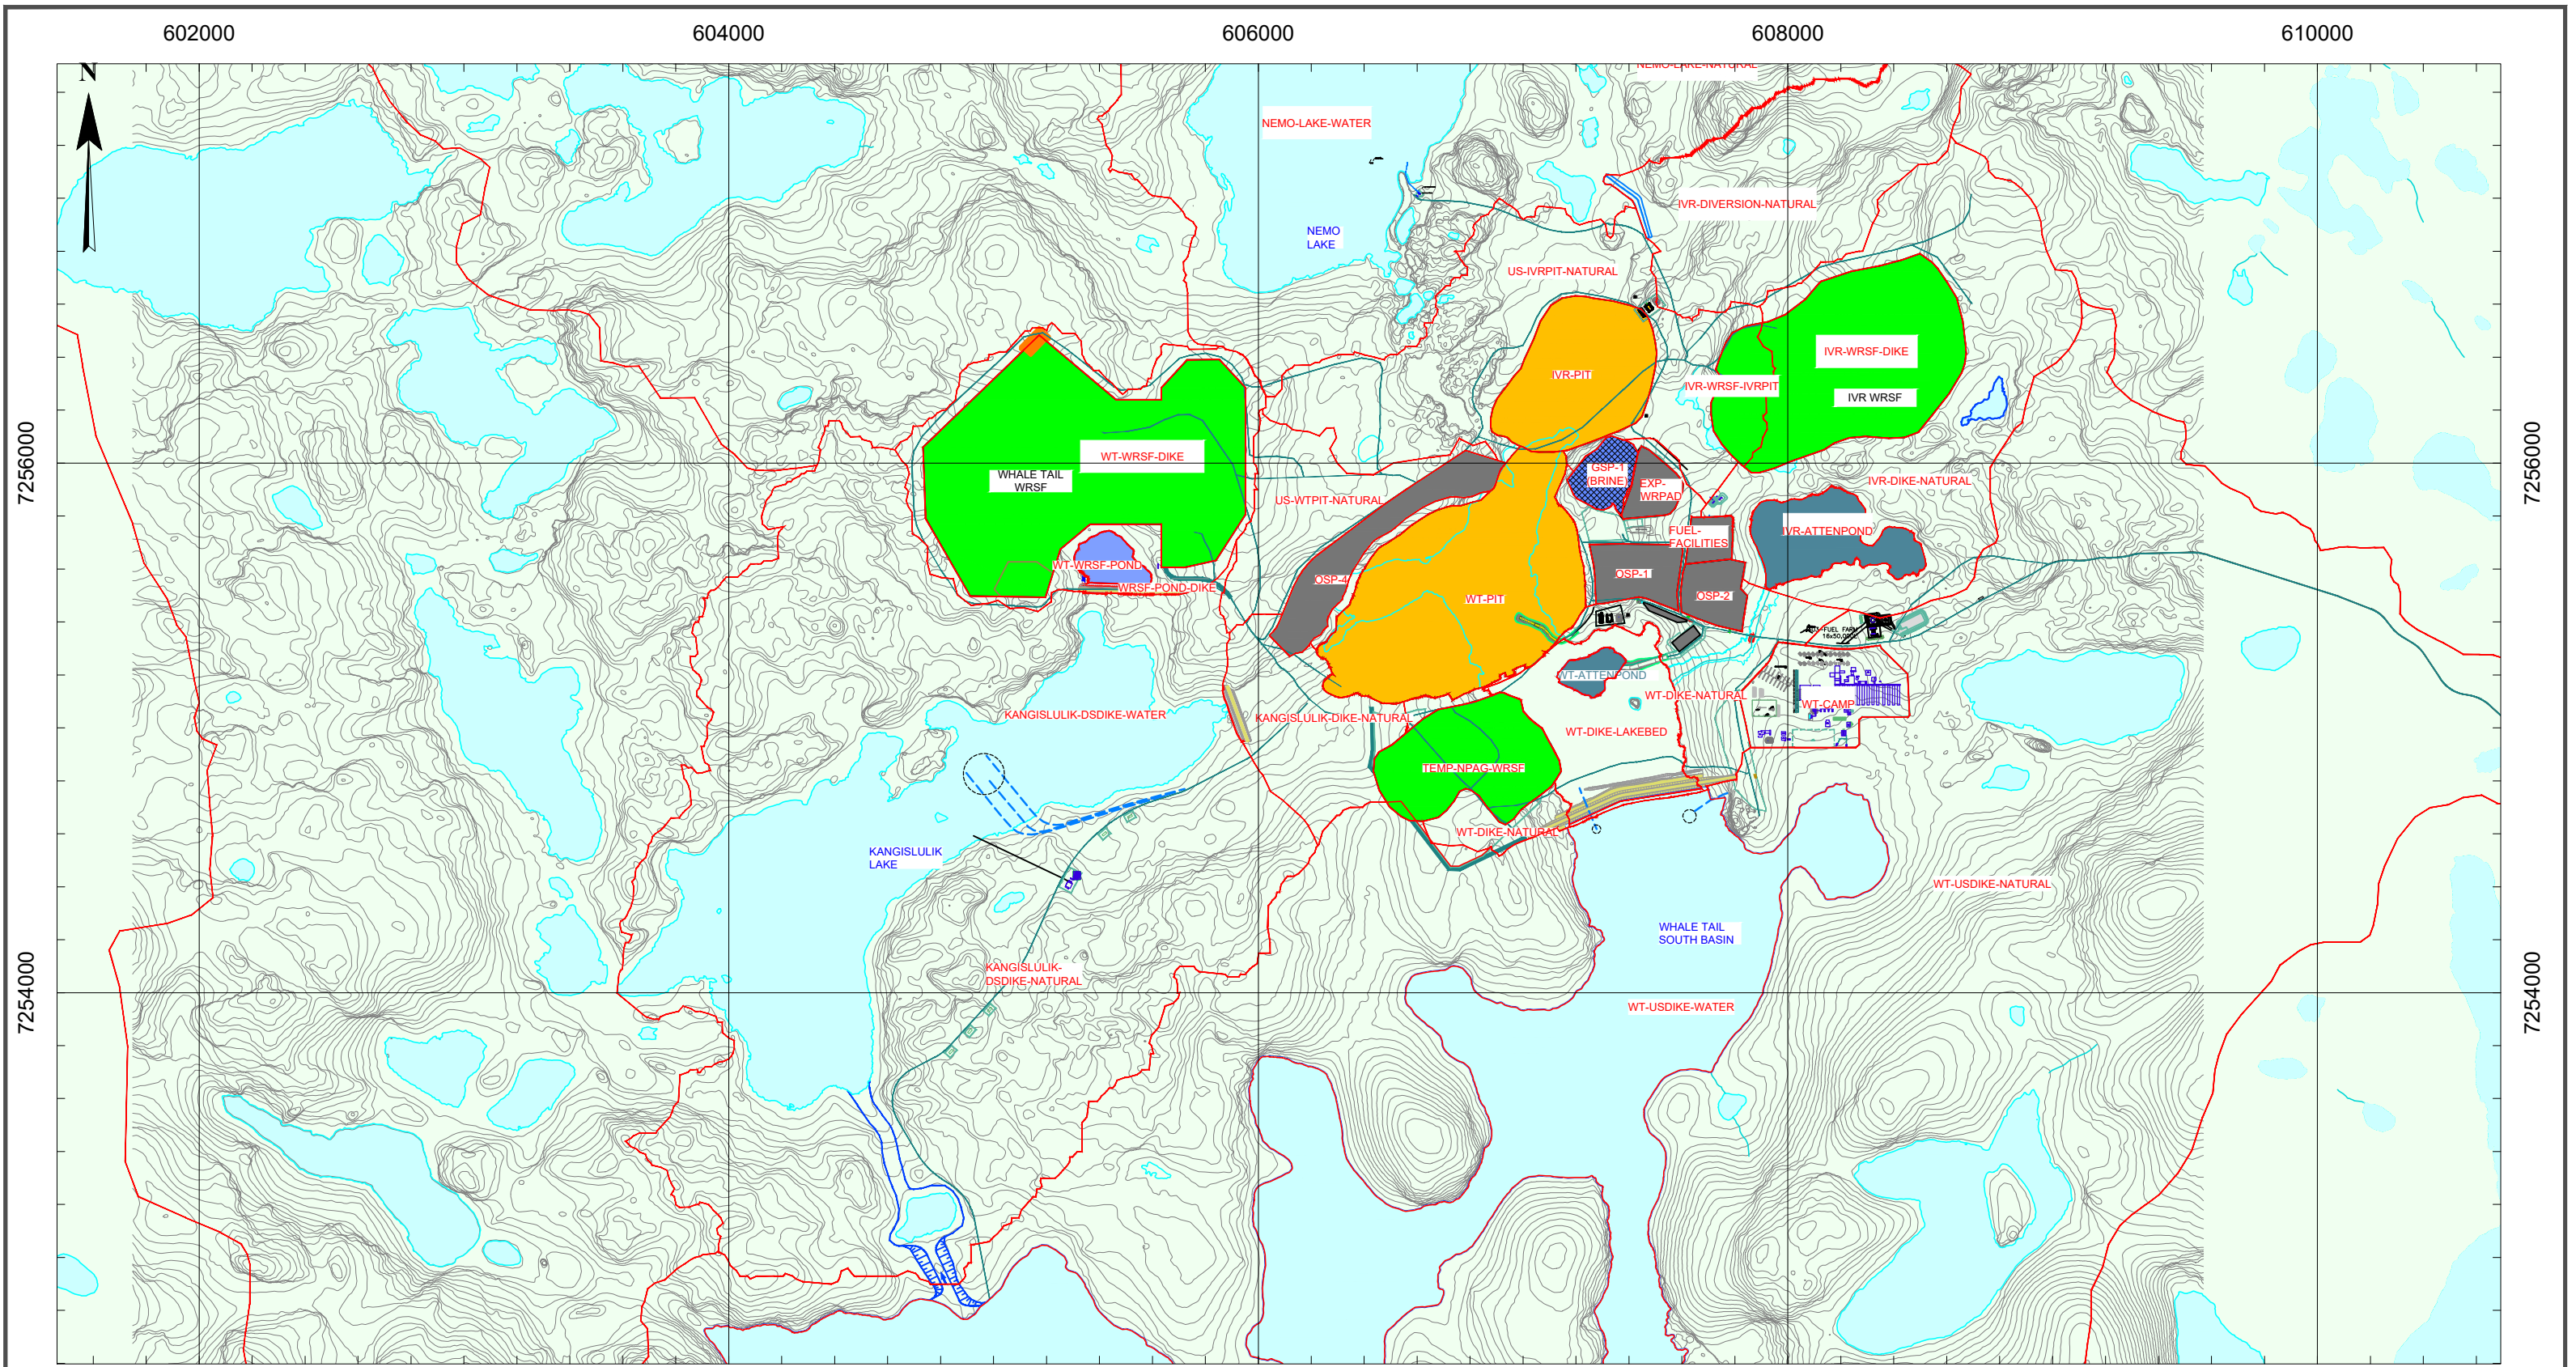 602000
604000
606000
608000
610000
N
NEMO-LAKE-NATURAL
NEMO-LAKE-WATER
IVR-DIVERSION-NATURAL
NEMO
LAKE
US-IVRPIT-NATURAL
IVR-WRSF-DIKE
IVR-PIT
IVR-WRSF-IVRPIT
IVR WRSF
7256000
7256000
WT-WRSF-DIKE
WHALE TAIL
WRSF
US-WTPIT-NATURAL
GSP-1
(BRINE)
EXP-
WRPAD
IVR-DIKE-NATURAL
FUEL-
FACILITIES
IVR-ATTENPOND
WT-WRSF-POND
WRSF-POND-DIKE
OSP-4
OSP-1
OSP-2
WT-PIT
FUEL FARM
WT-ATTENPOND
WT-DIKE-NATURAL
WT-CAMP
KANGISLULIK-DSDIKE-WATER
KANGISLULIK-DIKE-NATURAL
WT-DIKE-LAKEBED
TEMP-NPAG-WRSF
WT-DIKE-NATURAL
KANGISLULIK
LAKE
WT-USDIKE-NATURAL
WHALE TAIL
SOUTH BASIN
KANGISLULIK-
DSDIKE-NATURAL
7254000
7254000
WT-USDIKE-WATER